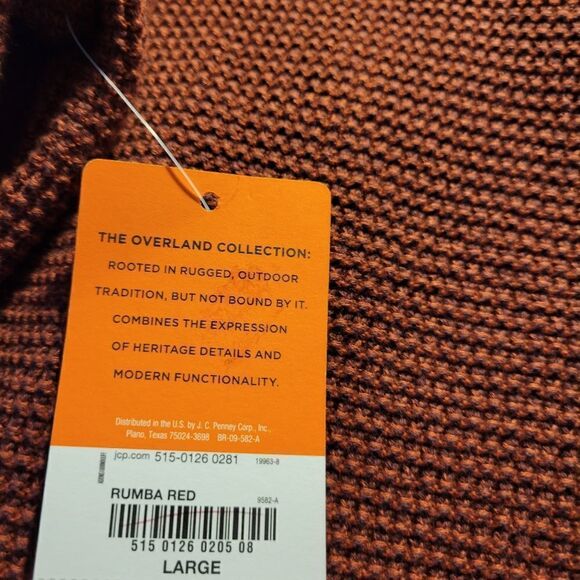 THE OVERLAND COLLECTION:
ROOTED IN RUGGED, OUTDOOR
TRADITION, BUT NOT BOUND BY IT.
COMBINES THE EXPRESSION
OF HERITAGE DETAILS AND
MODERN FUNCTIONALITY.
Distributed in the U.S. by J. C. Penney Corp., Inc.,
Plano, Texas 75024-3698 BR-09-582-A
jcp.com 515-0126 0281 19963-8
RUMBA RED 9582-A
515 0126 0205 08
LARGE